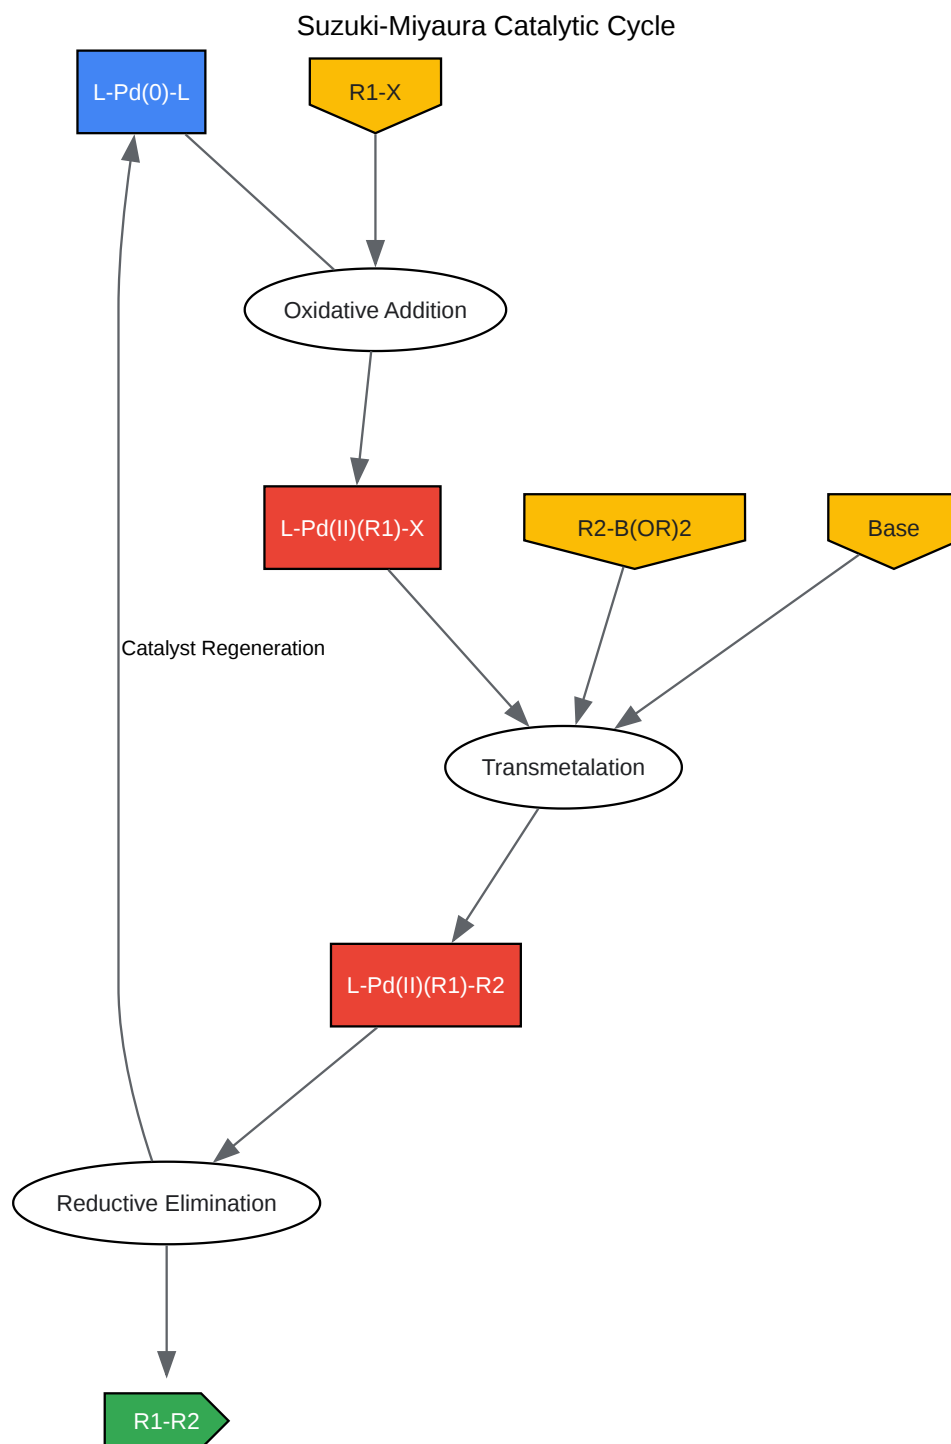 Suzuki-Miyaura Catalytic Cycle
L-Pd(0)-L
R1-X
Oxidative Addition
L-Pd(II)(R1)-X
R2-B(OR)2
Base
Catalyst Regeneration
Transmetalation
L-Pd(II)(R1)-R2
Reductive Elimination
R1-R2